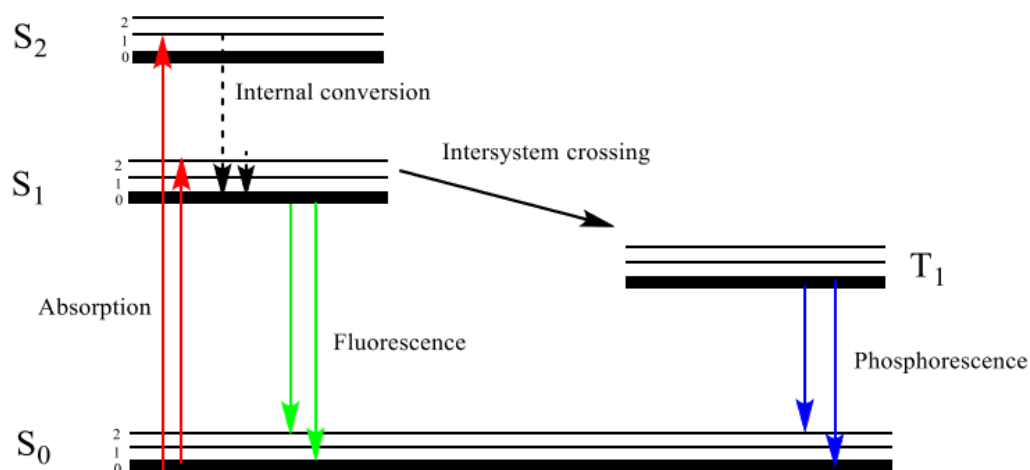 S2
2
1
0
Internal conversion
Intersystem crossing
S1
2
1
0
T1
Absorption
Fluorescence
Phosphorescence
S0
2
1
0